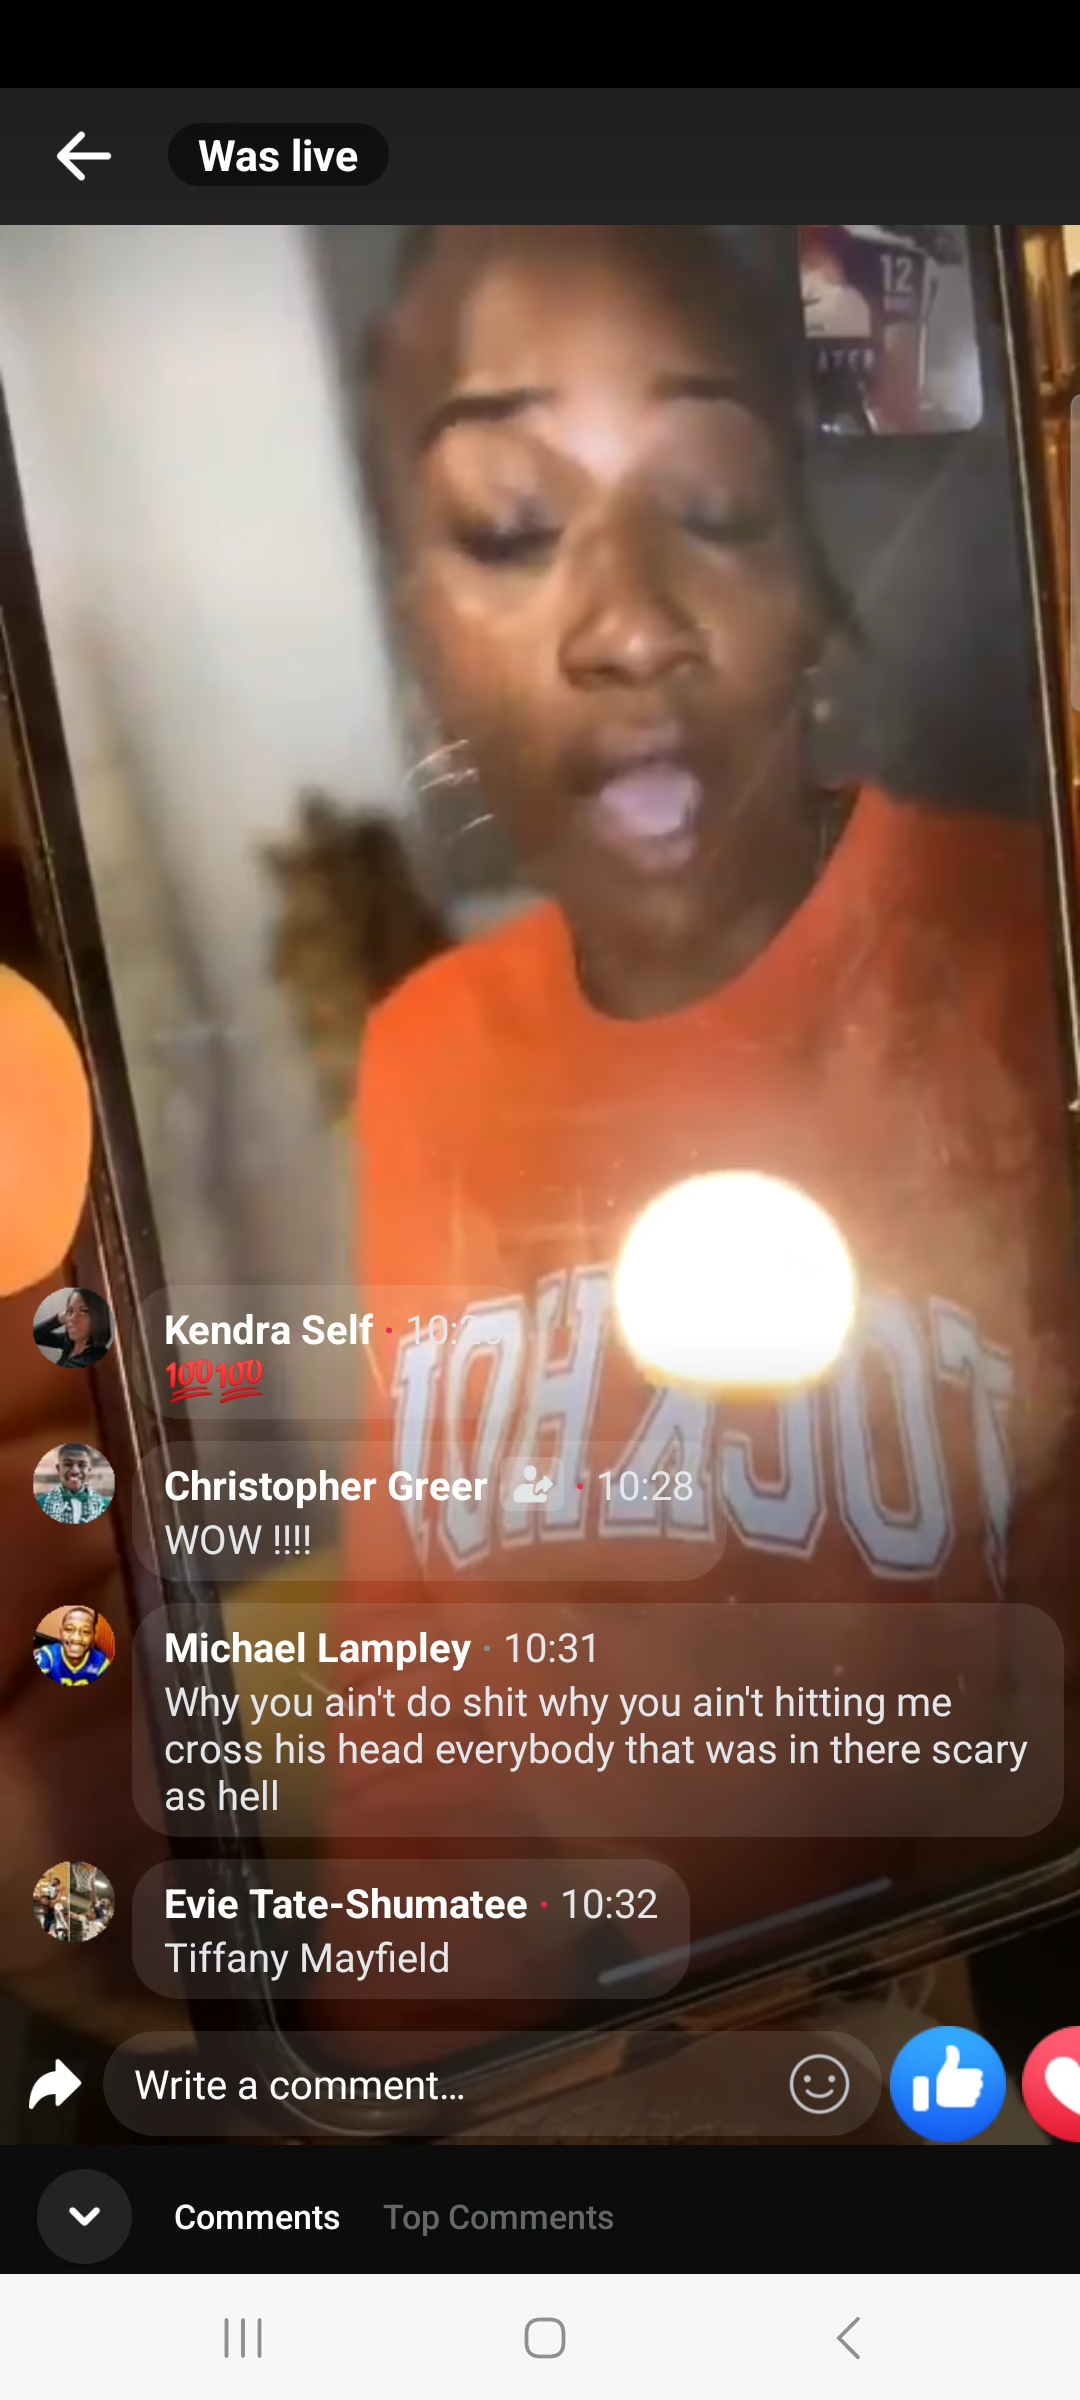 Was live
12
Kendra Self
💯💯
Christopher Greer · 10:28
WOW !!!!
Michael Lampley · 10:31
Why you ain't do shit why you ain't hitting me
cross his head everybody that was in there scary
as hell
Evie Tate-Shumatee · 10:32
Tiffany Mayfield
Write a comment...
Comments Top Comments